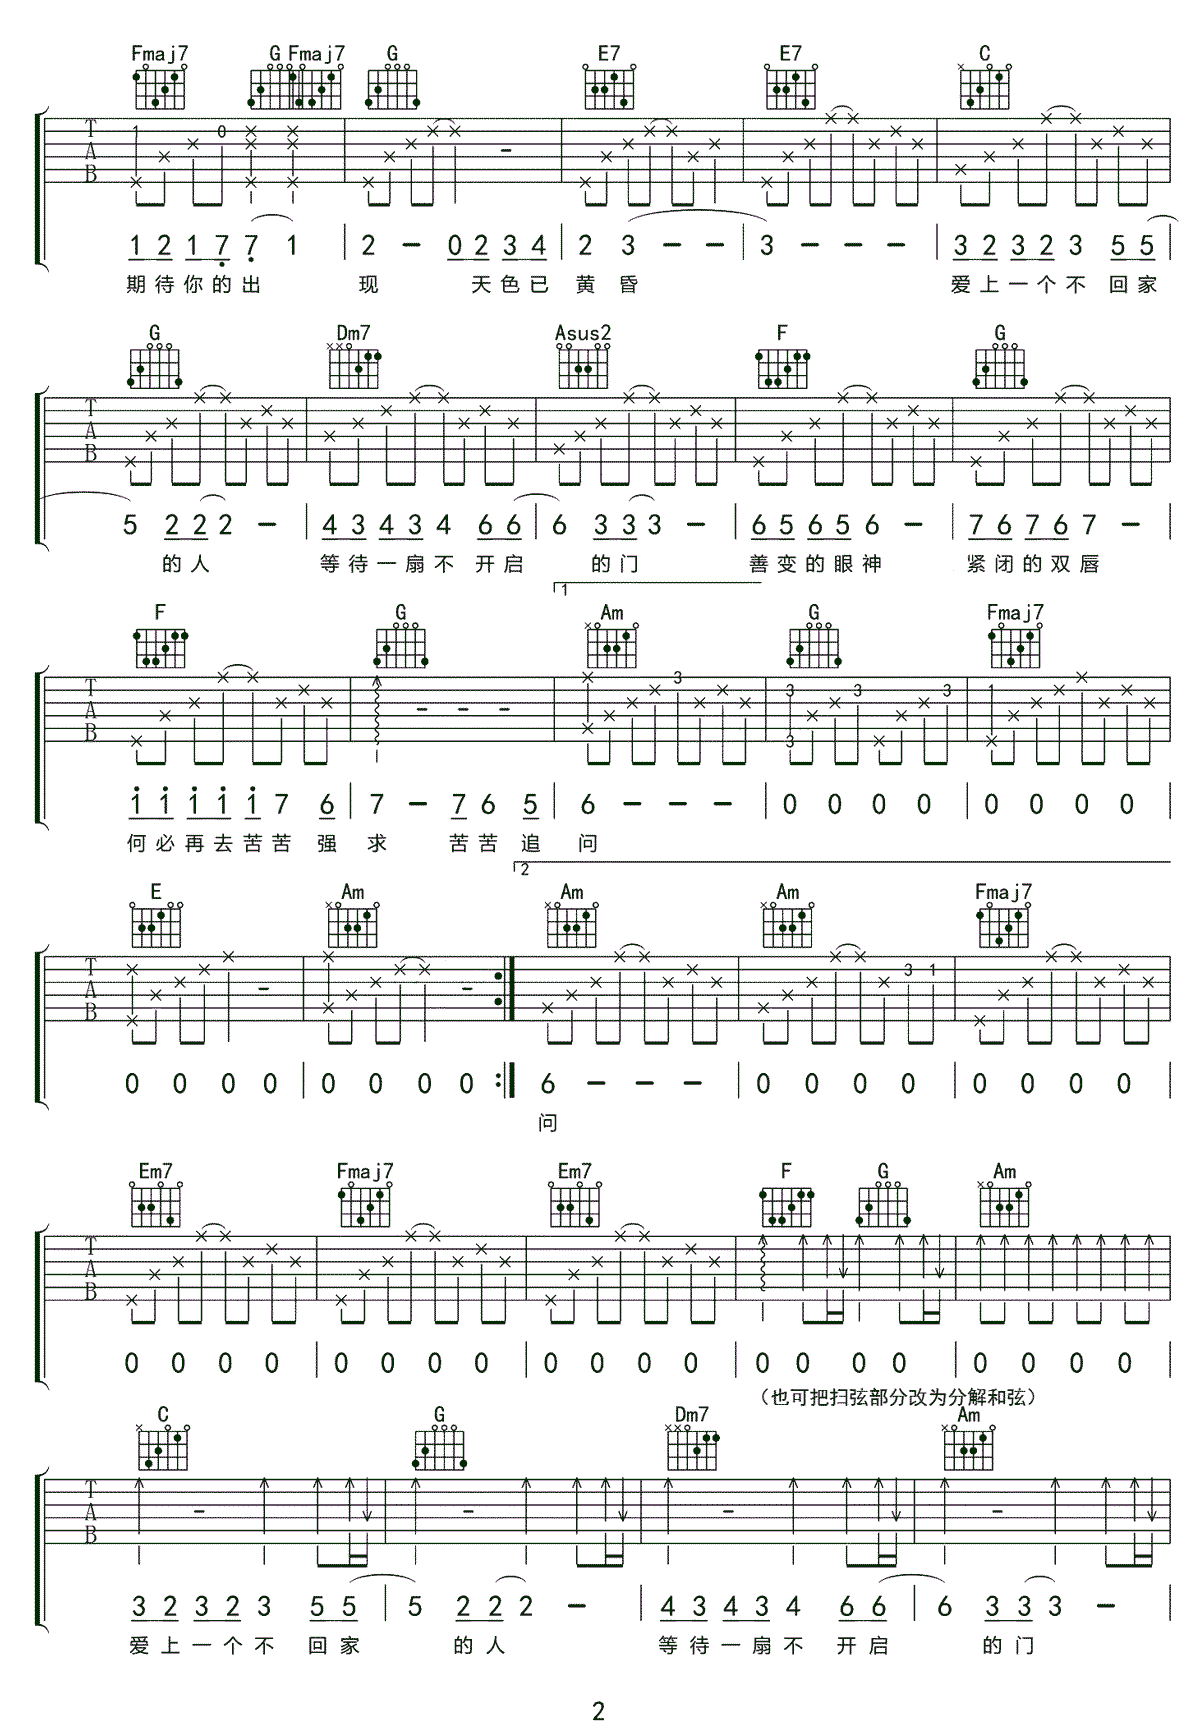 Fmaj7 G Fmaj7 G E7 E7 C
T A B 1 0 -
1 2 1 7 7 1 | 2 - 0 2 3 4 | 2 3 - - | 3 - - - | 3 2 3 2 3 5 5 |
期待你的出 现 天色已 黄昏 爱上一个不 回家
G Dm7 Asus2 F G
T A B
5 2 2 2 - | 4 3 4 3 4 6 6 | 6 3 3 3 - | 6 5 6 5 6 - | 7 6 7 6 7 - |
的人 等待一扇不 开启 的门 善变的眼神 紧闭的双唇
1
F G Am G Fmaj7
T A B - - - 3 3 3 3 3 1
1 1 1 1 1 7 6 | 7 - 7 6 5 | 6 - - - | 0 0 0 0 | 0 0 0 0 |
何必再去苦苦 强 求 苦苦追 问
2
E Am Am Am Fmaj7
T A B - - 3 1
0 0 0 0 | 0 0 0 0 :| 6 - - - | 0 0 0 0 | 0 0 0 0 |
问
Em7 Fmaj7 Em7 F G Am
T A B
0 0 0 0 | 0 0 0 0 | 0 0 0 0 | 0 0 0 0 | 0 0 0 0 |
（也可把扫弦部分改为分解和弦）
C G Dm7 Am
T A B - - - -
3 2 3 2 3 5 5 | 5 2 2 2 - | 4 3 4 3 4 6 6 | 6 3 3 3 - |
爱上一个不 回家 的人 等待一扇不 开启 的门
2